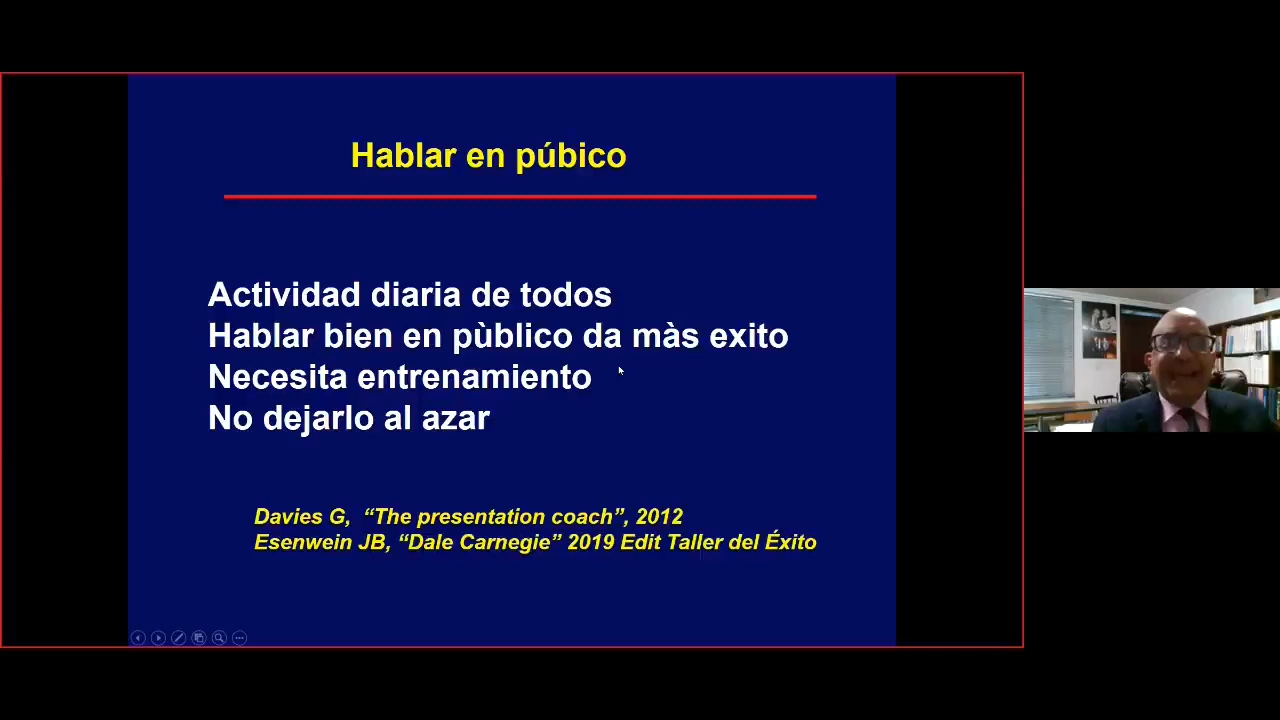 Hablar en púbico
Actividad diaria de todos
Hablar bien en pùblico da màs exito
Necesita entrenamiento
No dejarlo al azar
Davies G, “The presentation coach”, 2012
Esenwein JB, “Dale Carnegie” 2019 Edit Taller del Éxito